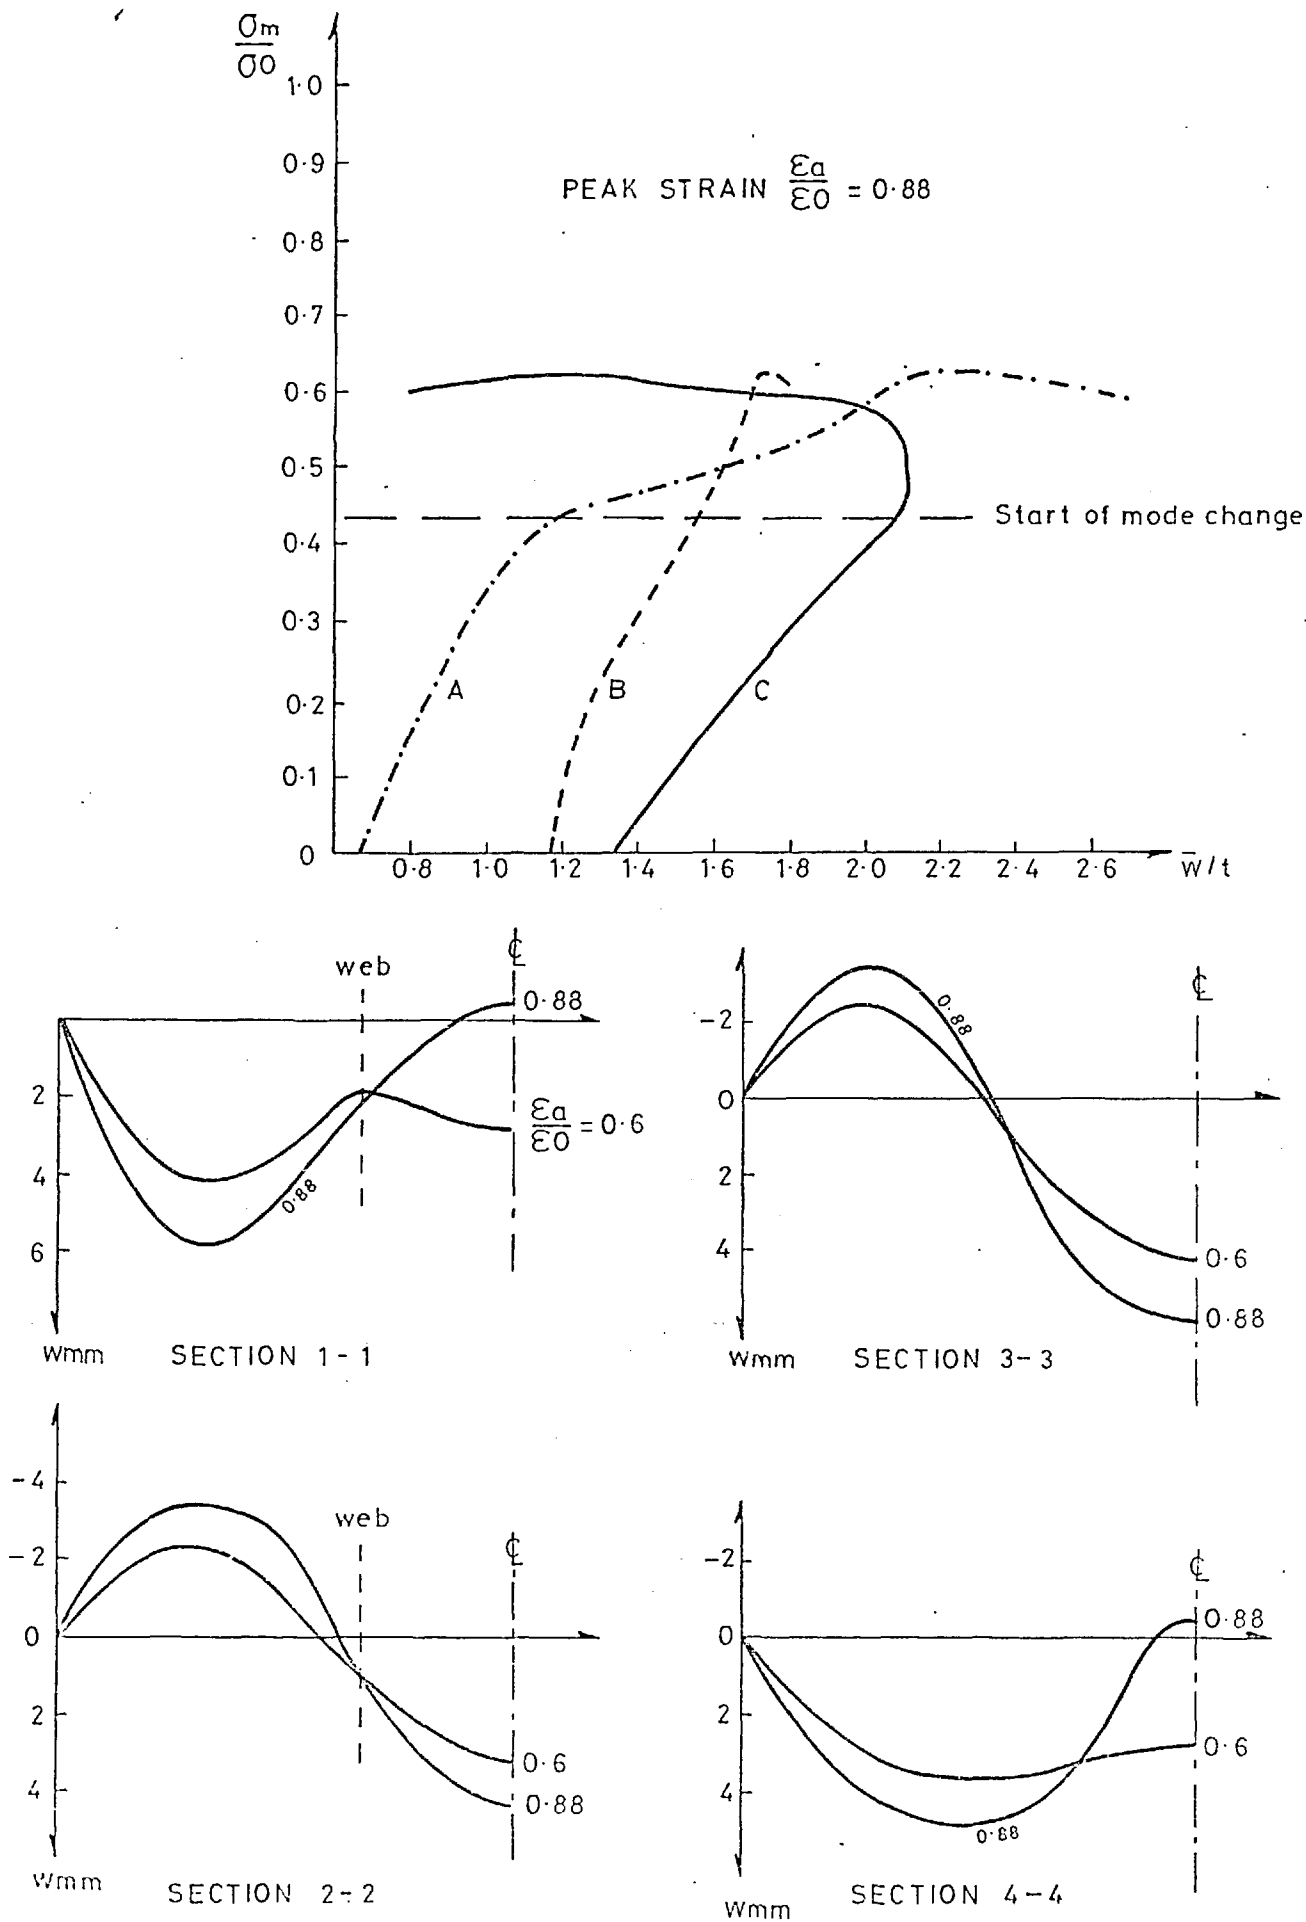 σm
σo
1.0
0.9
PEAK STRAIN εa/εo = 0.88
0.8
0.7
0.6
0.5
Start of mode change
0.4
0.3
A
B
C
0.2
0.1
0
0.8
1.0
1.2
1.4
1.6
1.8
2.0
2.2
2.4
2.6
w̅/t
web
℄
0.88
2
εa/εo = 0.6
4
0.88
6
wmm
SECTION 1-1
℄
-2
0.88
0
2
4
0.6
0.88
wmm
SECTION 3-3
-4
web
℄
-2
0
2
0.6
4
0.88
wmm
SECTION 2-2
-2
℄
0.88
0
2
0.6
4
0.88
wmm
SECTION 4-4